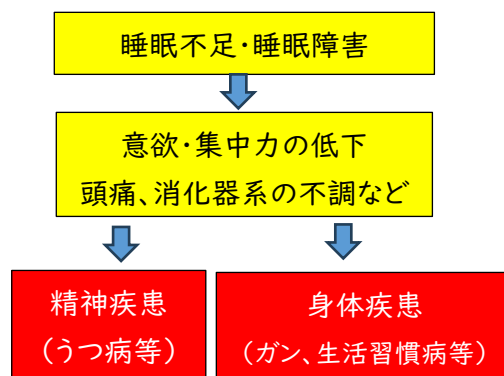 睡眠不足・睡眠障害
意欲・集中力の低下
頭痛、消化器系の不調など
精神疾患
（うつ病等）
身体疾患
（ガン、生活習慣病等）